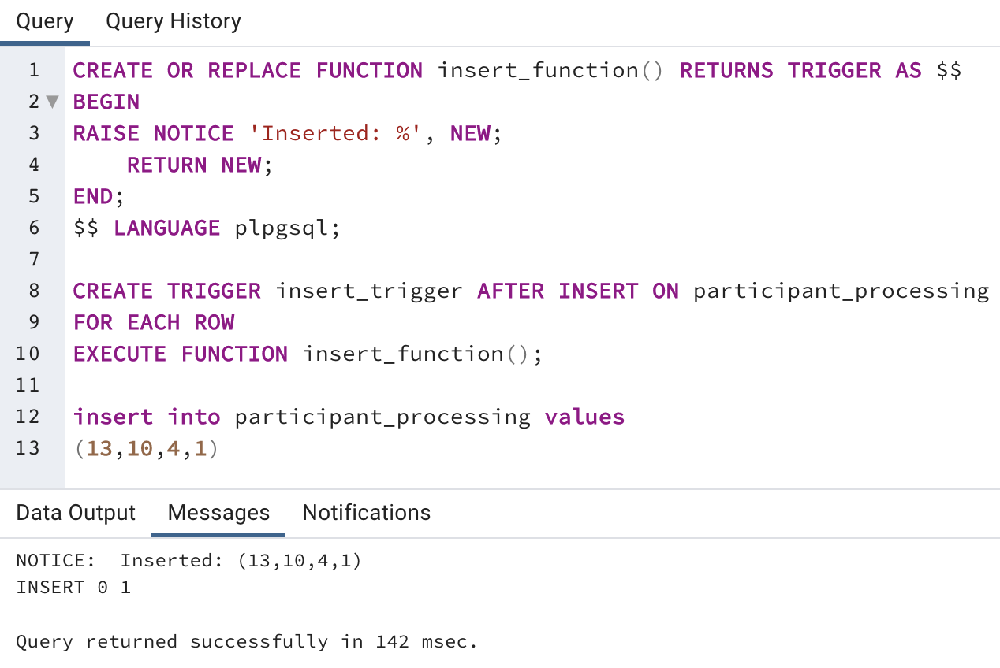 Query Query History
1 CREATE OR REPLACE FUNCTION insert_function() RETURNS TRIGGER AS $$
2 BEGIN
3 RAISE NOTICE 'Inserted: %', NEW;
4     RETURN NEW;
5 END;
6 $$ LANGUAGE plpgsql;
7
8 CREATE TRIGGER insert_trigger AFTER INSERT ON participant_processing
9 FOR EACH ROW
10 EXECUTE FUNCTION insert_function();
11
12 insert into participant_processing values
13 (13,10,4,1)
Data Output Messages Notifications
NOTICE:  Inserted: (13,10,4,1)
INSERT 0 1
Query returned successfully in 142 msec.